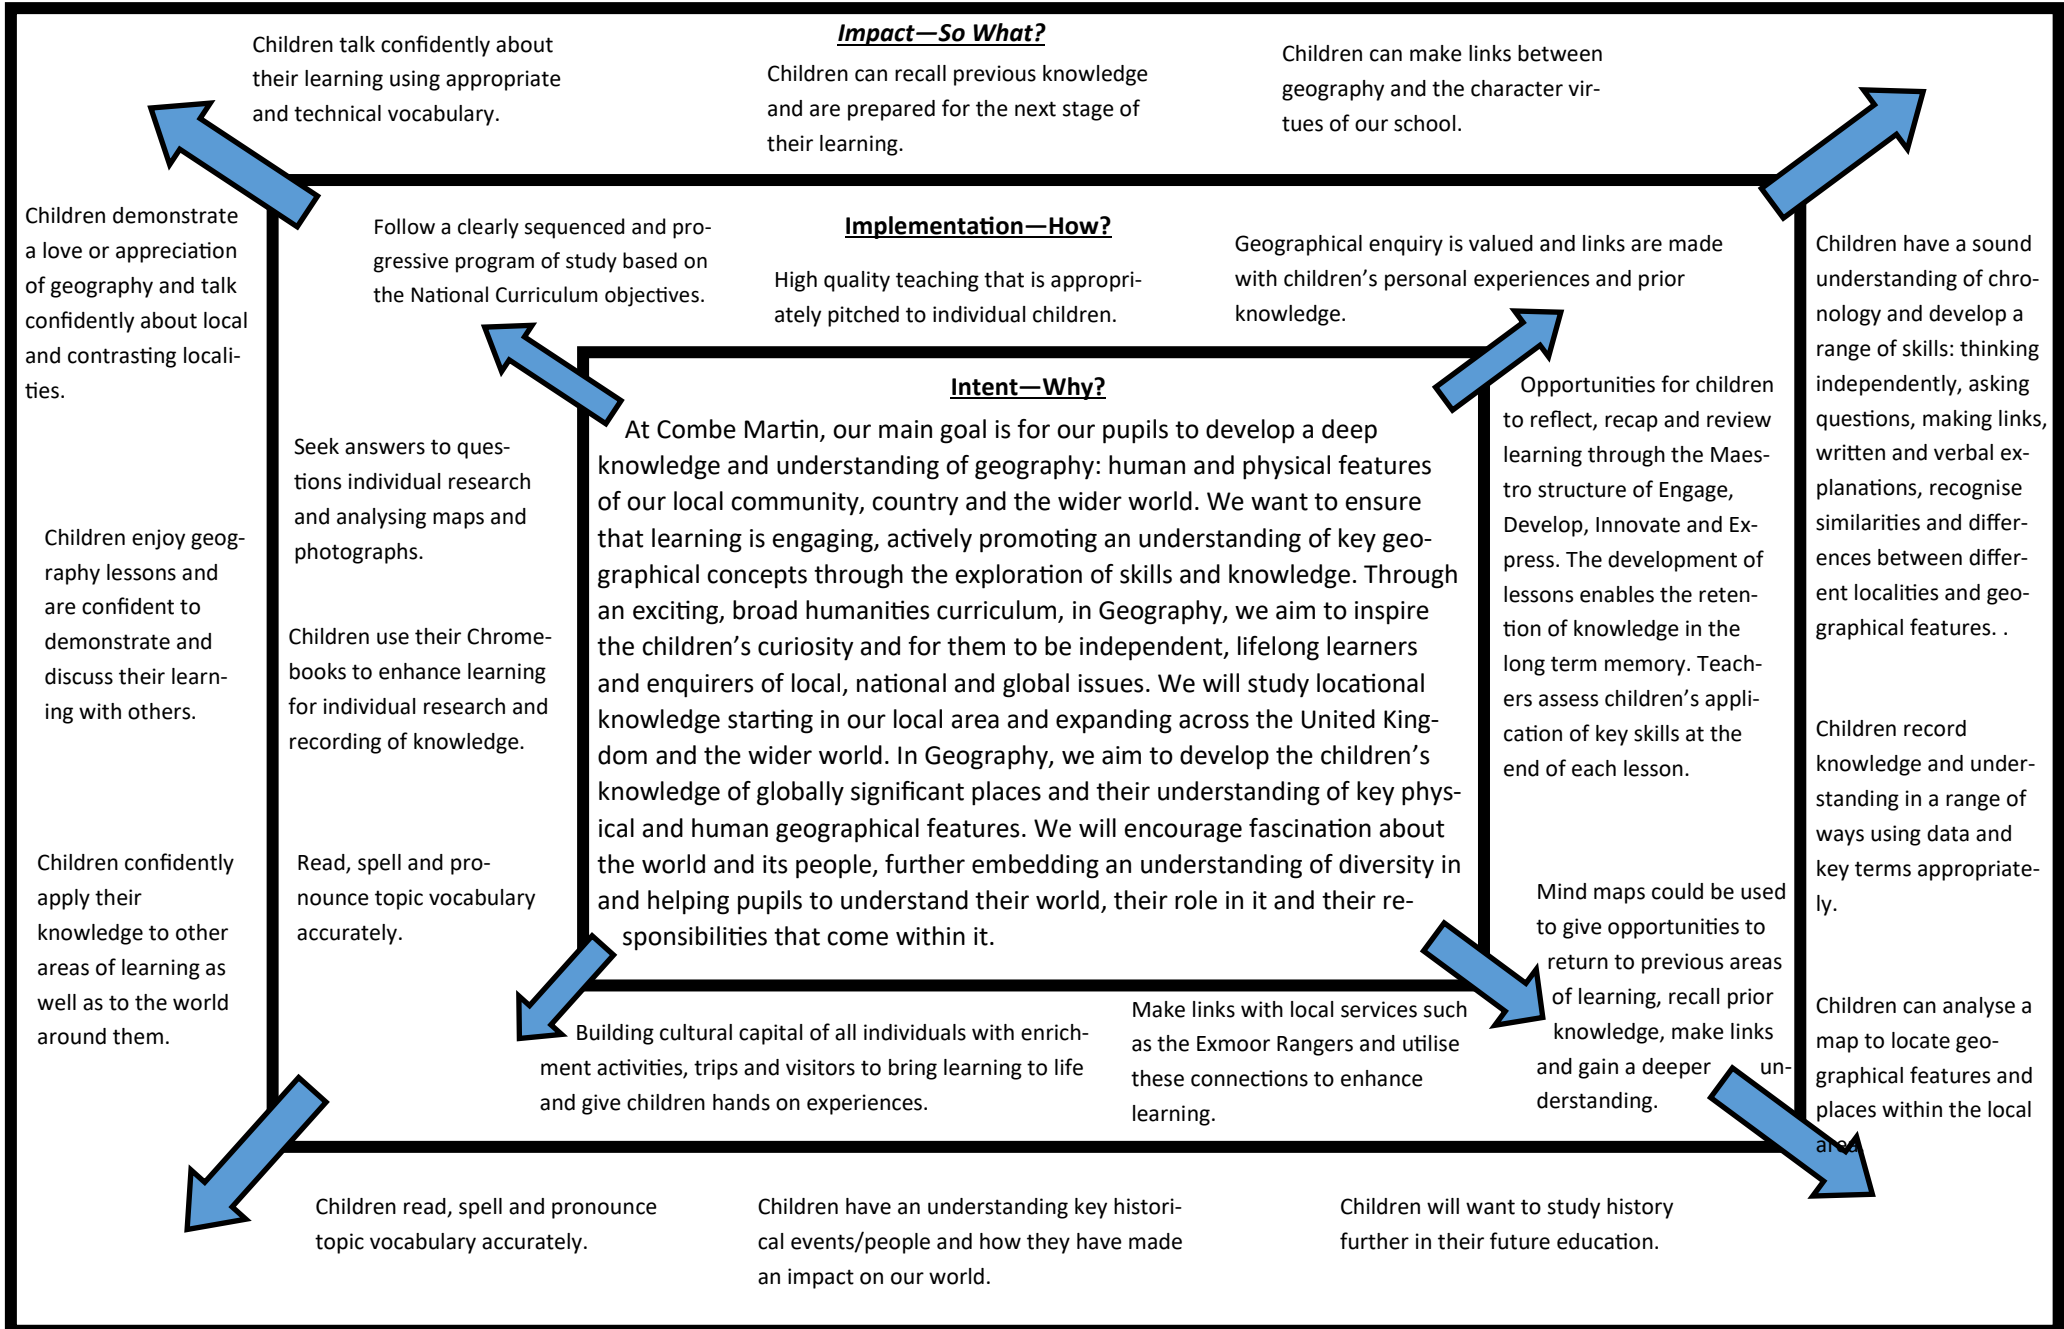 Impact—So What?
Children talk confidently about
their learning using appropriate
and technical vocabulary.
Children can recall previous knowledge
and are prepared for the next stage of
their learning.
Children can make links between
geography and the character vir-
tues of our school.
Children demonstrate
a love or appreciation
of geography and talk
confidently about local
and contrasting locali-
ties.
Children enjoy geog-
raphy lessons and
are confident to
demonstrate and
discuss their learn-
ing with others.
Children confidently
apply their
knowledge to other
areas of learning as
well as to the world
around them.
Implementation—How?
Follow a clearly sequenced and pro-
gressive program of study based on
the National Curriculum objectives.
High quality teaching that is appropri-
ately pitched to individual children.
Geographical enquiry is valued and links are made
with children’s personal experiences and prior
knowledge.
Seek answers to ques-
tions individual research
and analysing maps and
photographs.
Children use their Chrome-
books to enhance learning
for individual research and
recording of knowledge.
Read, spell and pro-
nounce topic vocabulary
accurately.
Intent—Why?
At Combe Martin, our main goal is for our pupils to develop a deep
knowledge and understanding of geography: human and physical features
of our local community, country and the wider world. We want to ensure
that learning is engaging, actively promoting an understanding of key geo-
graphical concepts through the exploration of skills and knowledge. Through
an exciting, broad humanities curriculum, in Geography, we aim to inspire
the children’s curiosity and for them to be independent, lifelong learners
and enquirers of local, national and global issues. We will study locational
knowledge starting in our local area and expanding across the United King-
dom and the wider world. In Geography, we aim to develop the children’s
knowledge of globally significant places and their understanding of key phys-
ical and human geographical features. We will encourage fascination about
the world and its people, further embedding an understanding of diversity in
and helping pupils to understand their world, their role in it and their re-
sponsibilities that come within it.
Opportunities for children
to reflect, recap and review
learning through the Maes-
tro structure of Engage,
Develop, Innovate and Ex-
press. The development of
lessons enables the reten-
tion of knowledge in the
long term memory. Teach-
ers assess children’s appli-
cation of key skills at the
end of each lesson.
Mind maps could be used
to give opportunities to
return to previous areas
of learning, recall prior
knowledge, make links
and gain a deeper un-
derstanding.
Building cultural capital of all individuals with enrich-
ment activities, trips and visitors to bring learning to life
and give children hands on experiences.
Make links with local services such
as the Exmoor Rangers and utilise
these connections to enhance
learning.
Children have a sound
understanding of chro-
nology and develop a
range of skills: thinking
independently, asking
questions, making links,
written and verbal ex-
planations, recognise
similarities and differ-
ences between differ-
ent localities and geo-
graphical features. .
Children record
knowledge and under-
standing in a range of
ways using data and
key terms appropriate-
ly.
Children can analyse a
map to locate geo-
graphical features and
places within the local
area
Children read, spell and pronounce
topic vocabulary accurately.
Children have an understanding key histori-
cal events/people and how they have made
an impact on our world.
Children will want to study history
further in their future education.